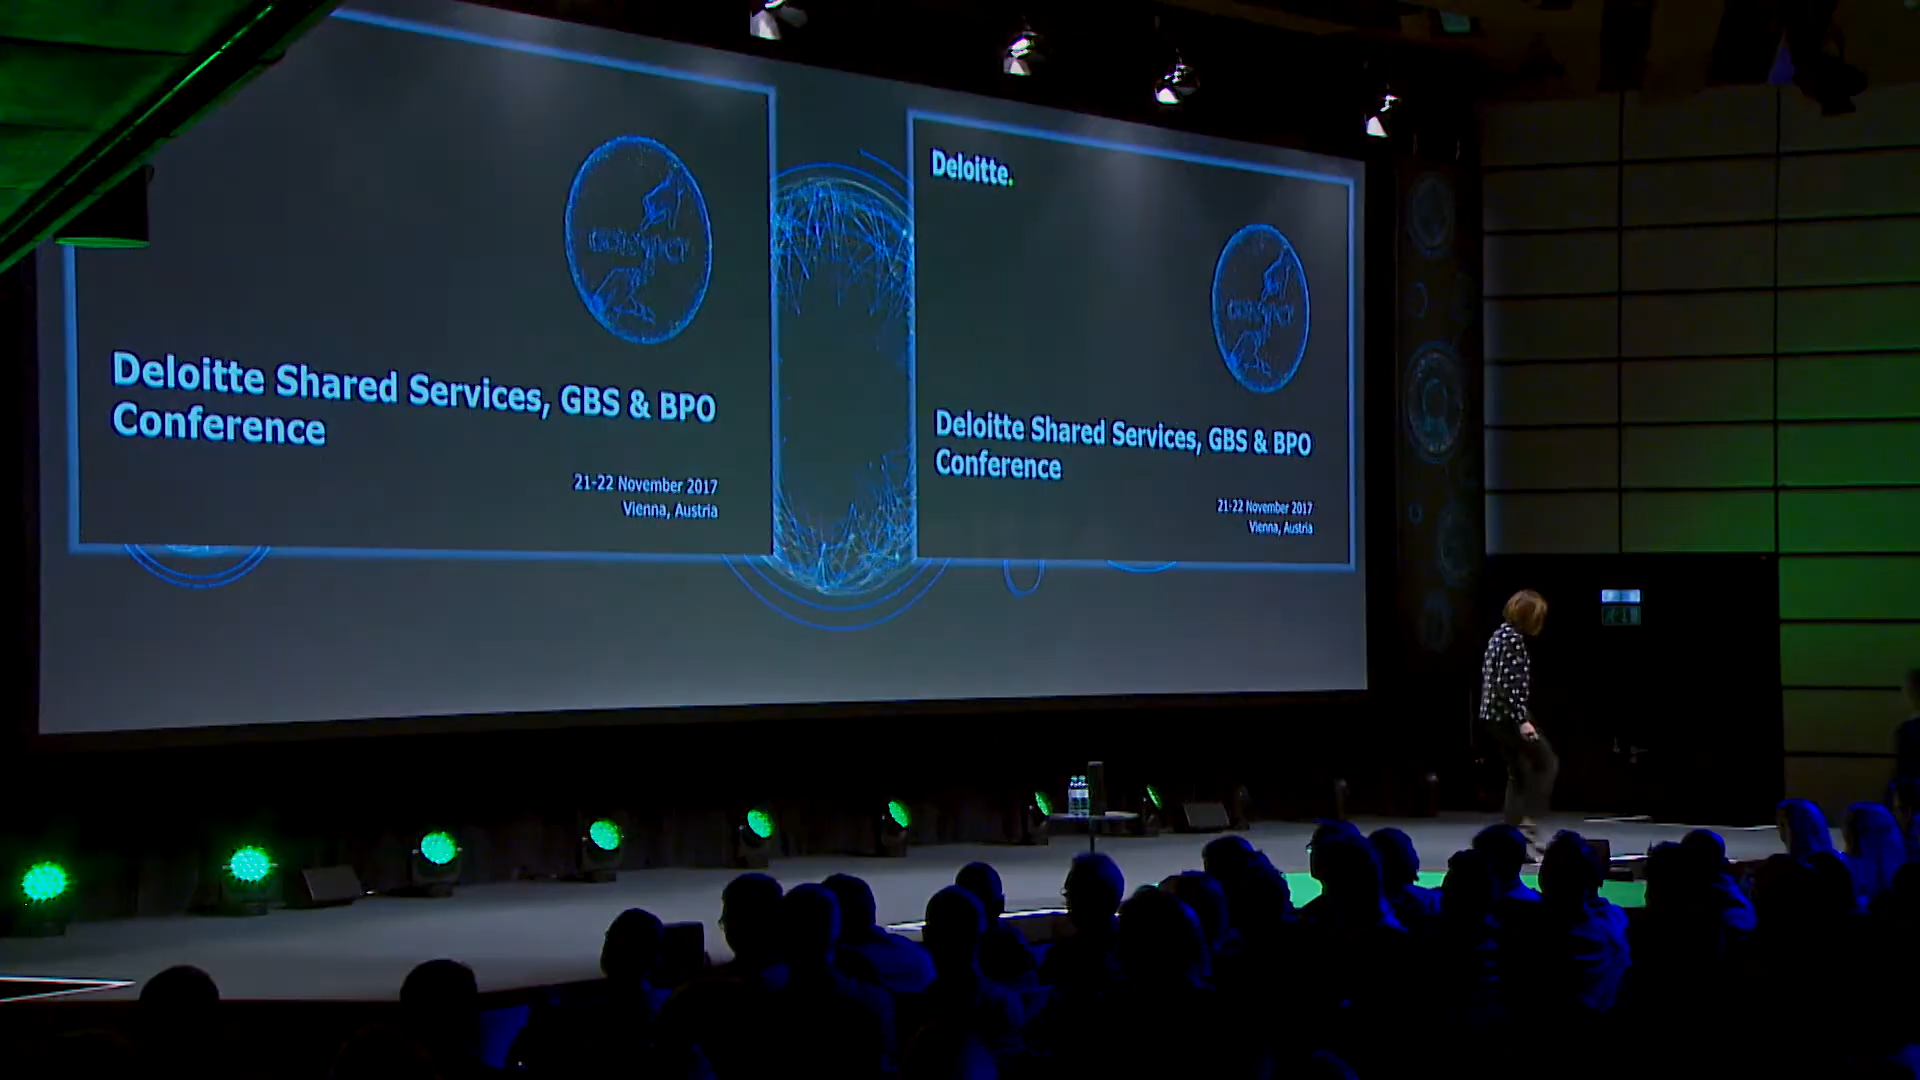 Deloitte Shared Services, GBS & BPO
Conference
21-22 November 2017
Vienna, Austria
Deloitte.
Deloitte Shared Services, GBS & BPO
Conference
21-22 November 2017
Vienna, Austria